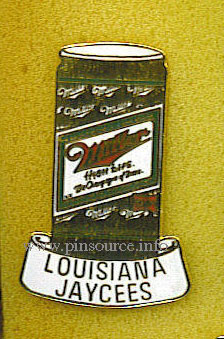 Miller
HIGH LIFE
The Champagne of Beers
www.pinsource.info
LOUISIANA
JAYCEES